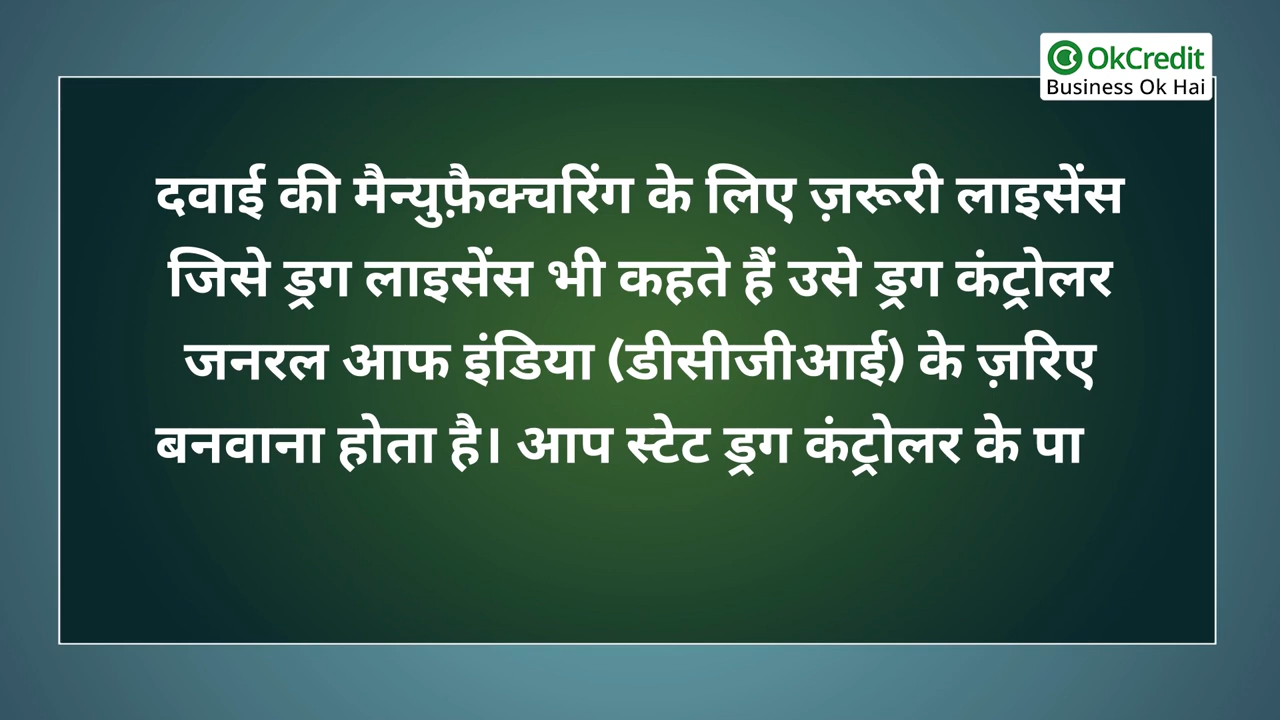 OkCredit
Business Ok Hai
दवाई की मैन्युफ़ैक्चरिंग के लिए ज़रूरी लाइसेंस
जिसे ड्रग लाइसेंस भी कहते हैं उसे ड्रग कंट्रोलर
जनरल आफ इंडिया (डीसीजीआई) के ज़रिए
बनवाना होता है। आप स्टेट ड्रग कंट्रोलर के पा